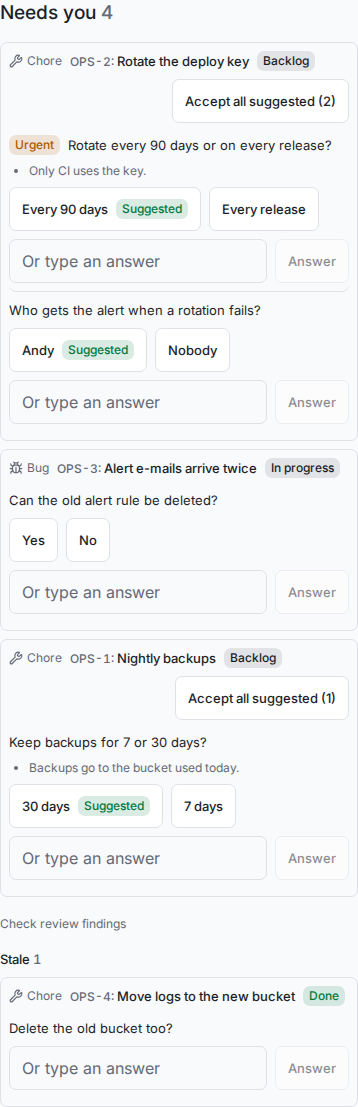 Needs you 4
Chore OPS-2: Rotate the deploy key Backlog
Accept all suggested (2)
Urgent Rotate every 90 days or on every release?
• Only CI uses the key.
Every 90 days Suggested Every release
Or type an answer Answer
Who gets the alert when a rotation fails?
Andy Suggested Nobody
Or type an answer Answer
Bug OPS-3: Alert e-mails arrive twice In progress
Can the old alert rule be deleted?
Yes No
Or type an answer Answer
Chore OPS-1: Nightly backups Backlog
Accept all suggested (1)
Keep backups for 7 or 30 days?
• Backups go to the bucket used today.
30 days Suggested 7 days
Or type an answer Answer
Check review findings
Stale 1
Chore OPS-4: Move logs to the new bucket Done
Delete the old bucket too?
Or type an answer Answer